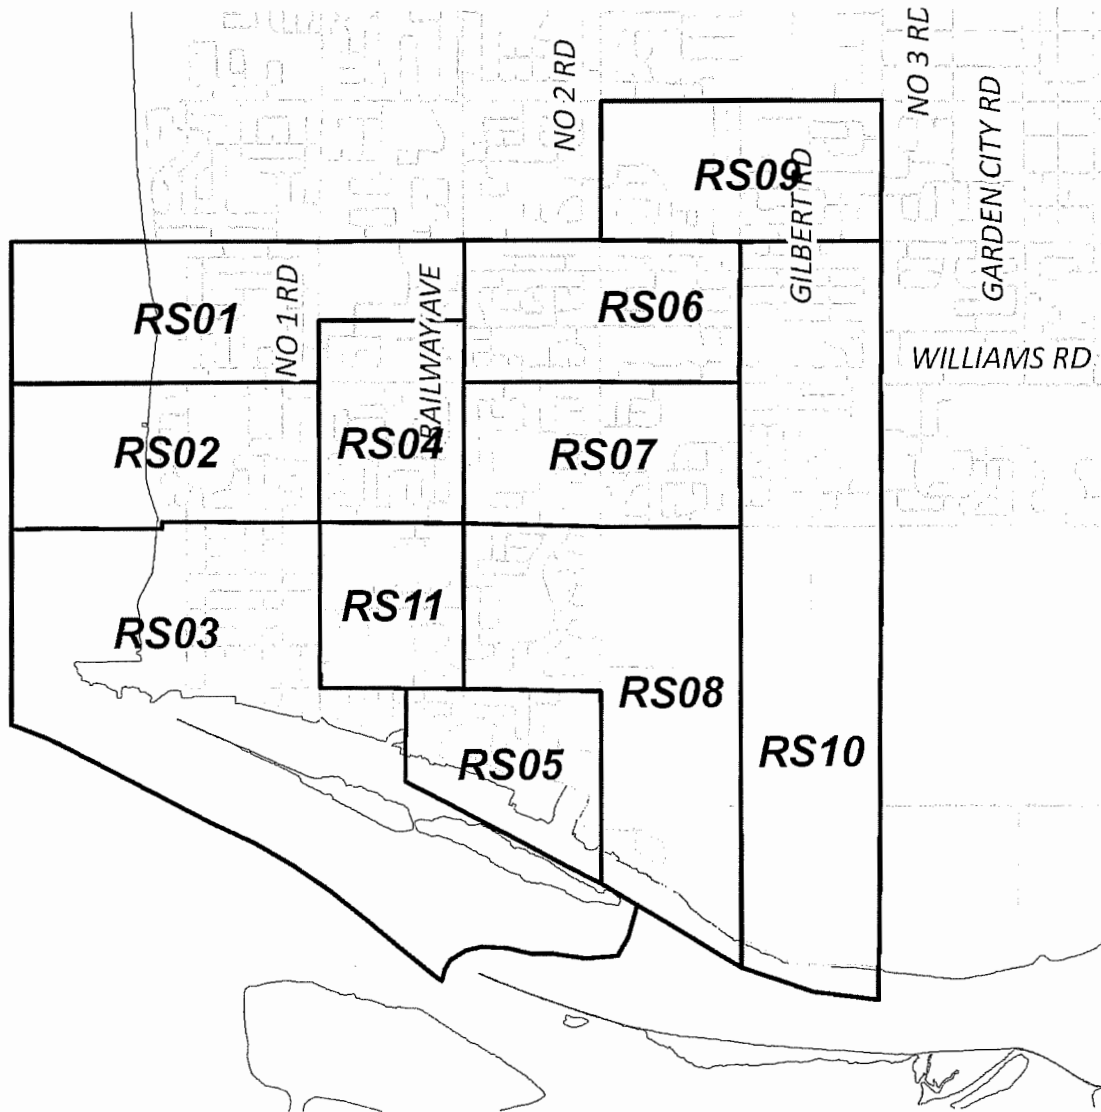 NO 3 RD
NO 2 RD
GARDEN CITY RD
RS09
GILBERT RD
NO 1 RD
RAILWAY AVE
RS01
RS06
WILLIAMS RD
RS02
RS04
RS07
RS11
RS03
RS08
RS10
RS05